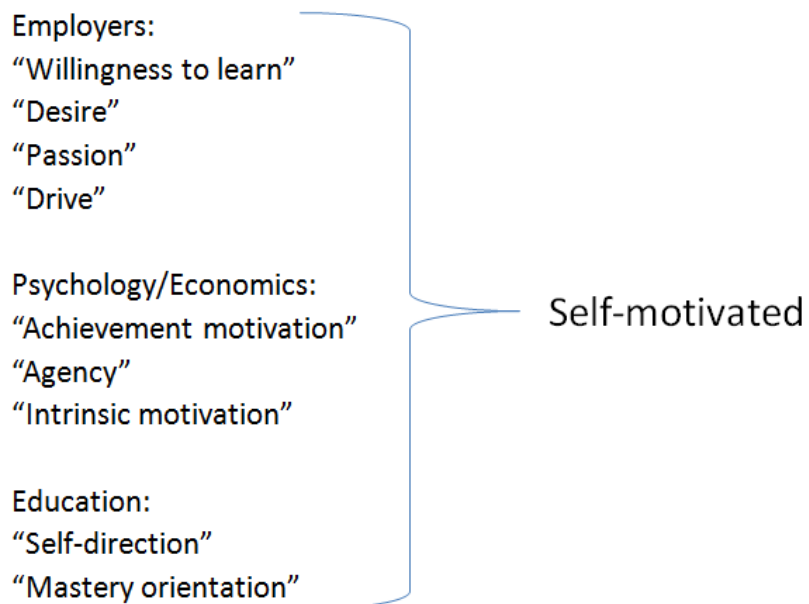 Employers:
“Willingness to learn”
“Desire”
“Passion”
“Drive”
Psychology/Economics:
“Achievement motivation”
“Agency”
“Intrinsic motivation”
Education:
“Self-direction”
“Mastery orientation”
Self-motivated